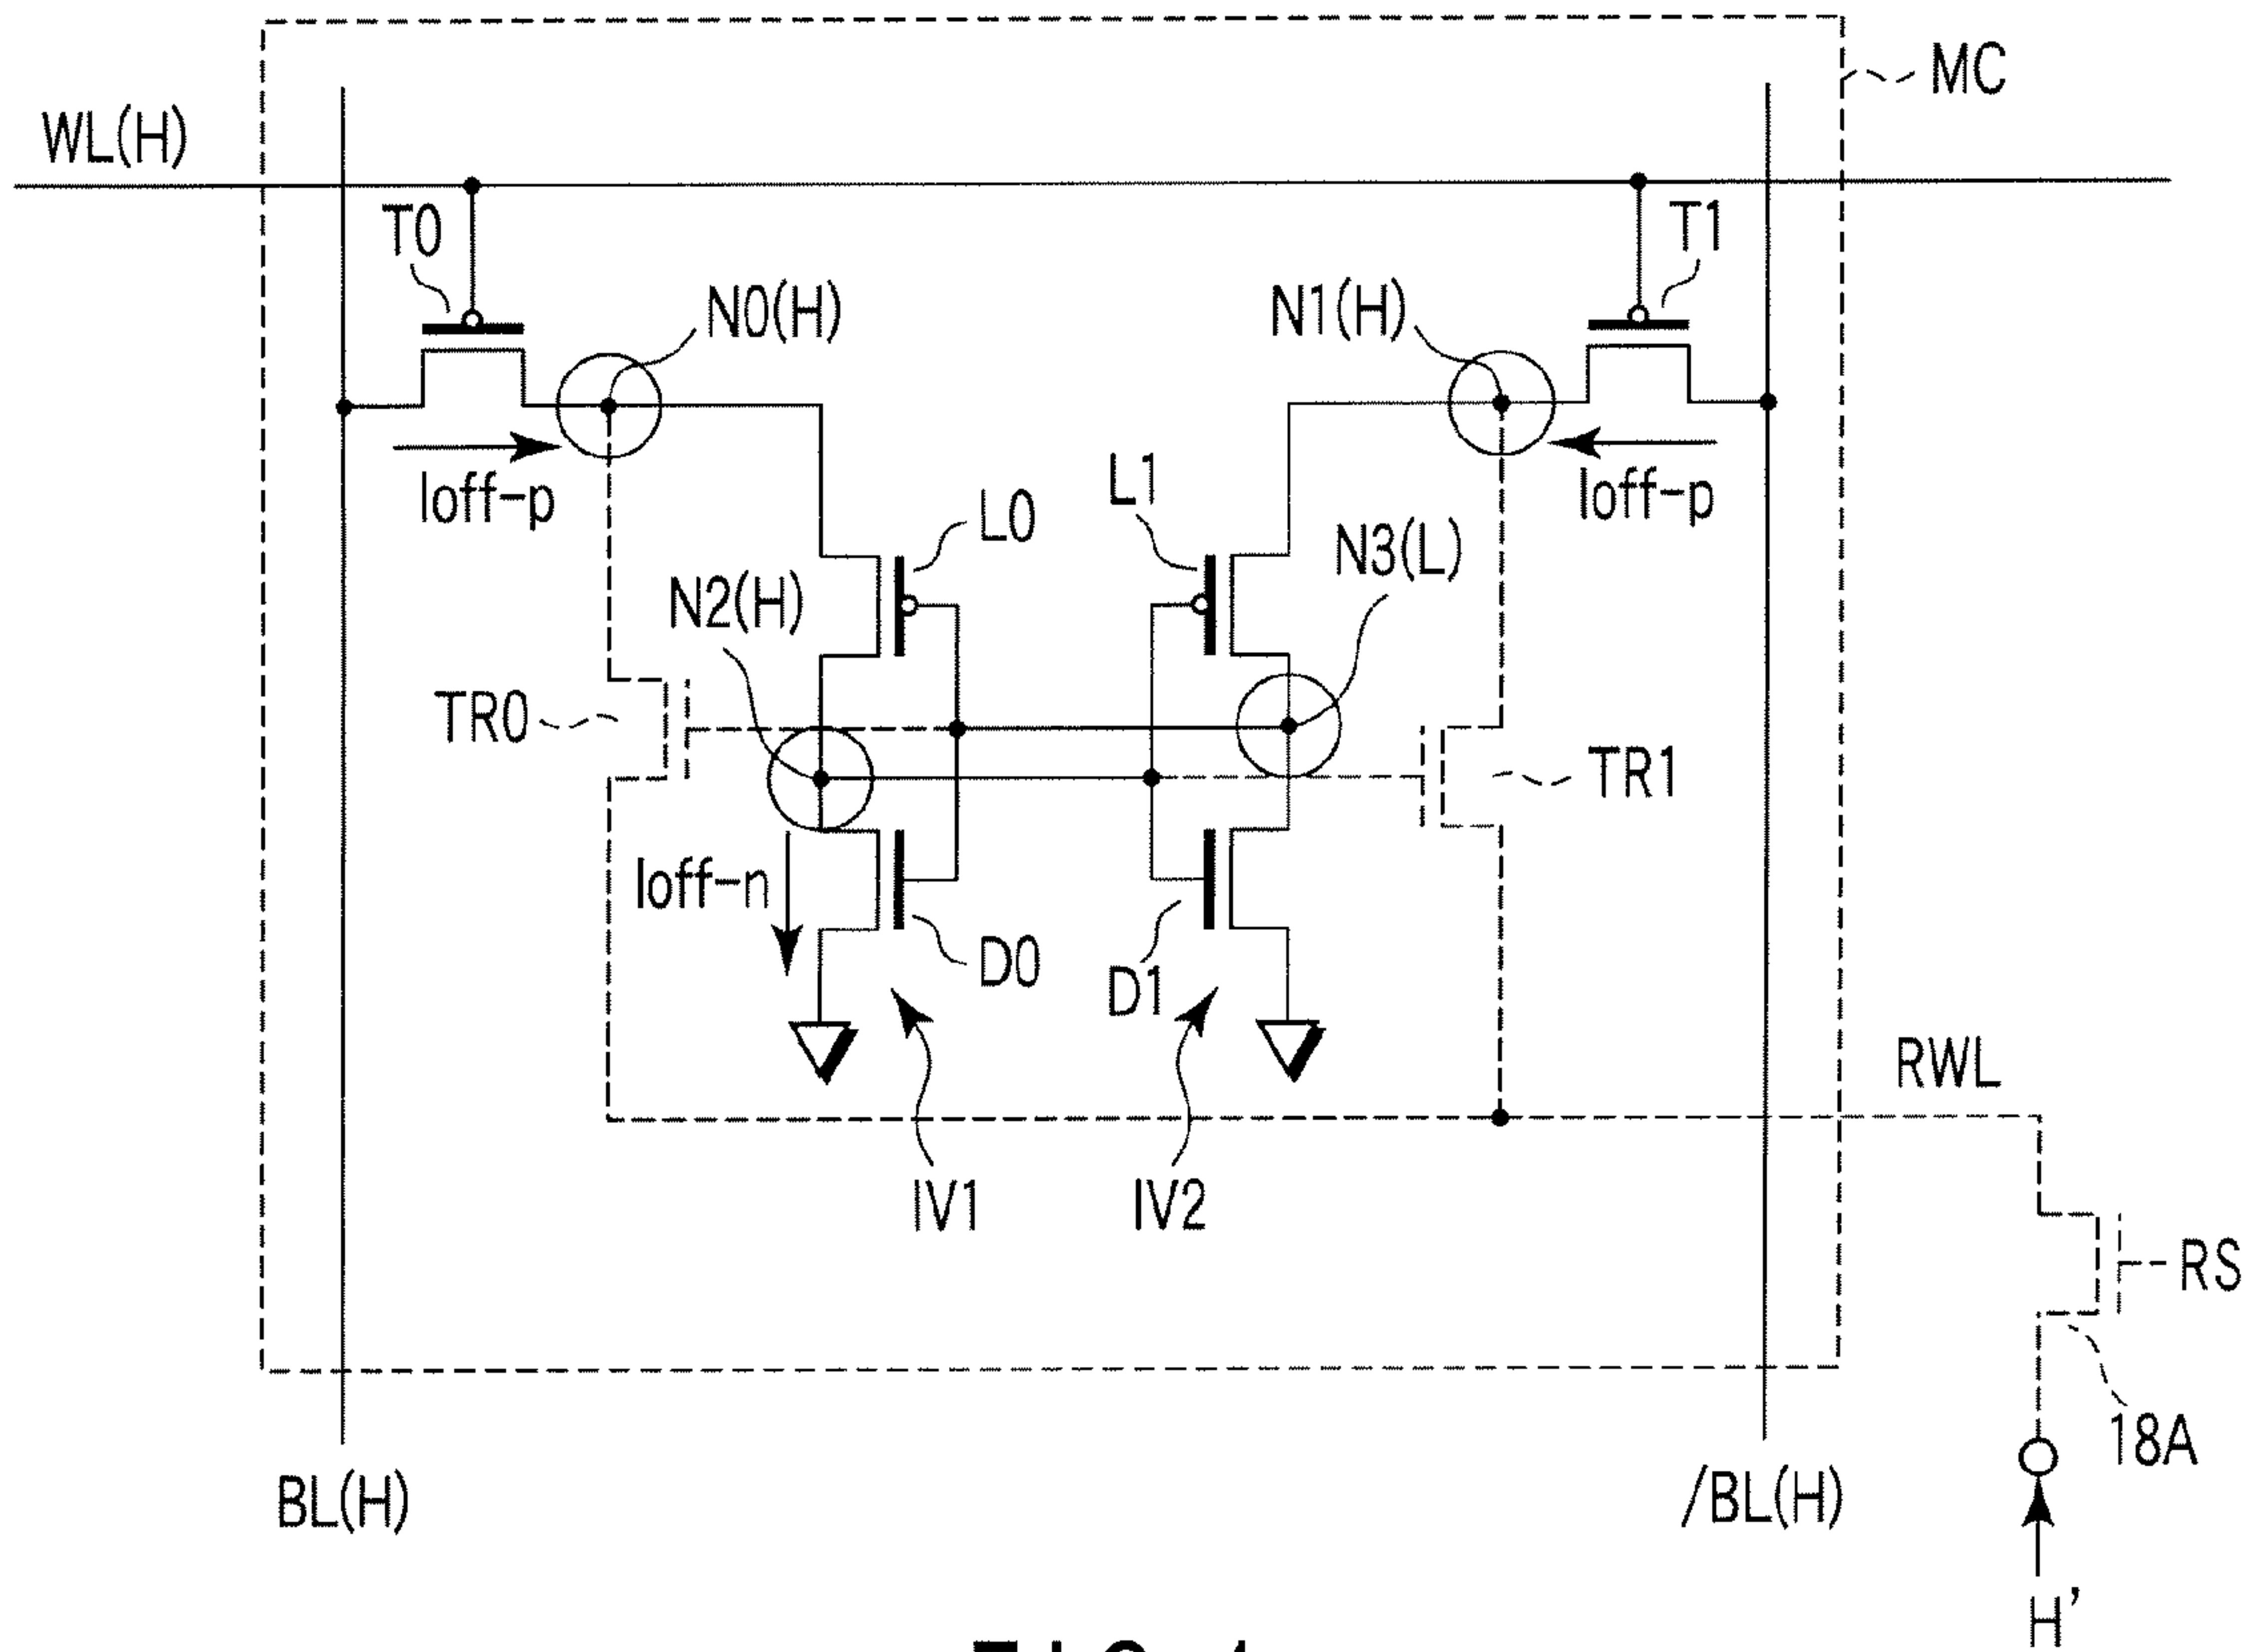 MC
WL(H)
T0
T1
N0(H)
N1(H)
Ioff-p
Ioff-p
L0
L1
N3(L)
N2(H)
TR0
TR1
Ioff-n
D0
D1
RWL
IV1
IV2
RS
18A
BL(H)
/BL(H)
H'